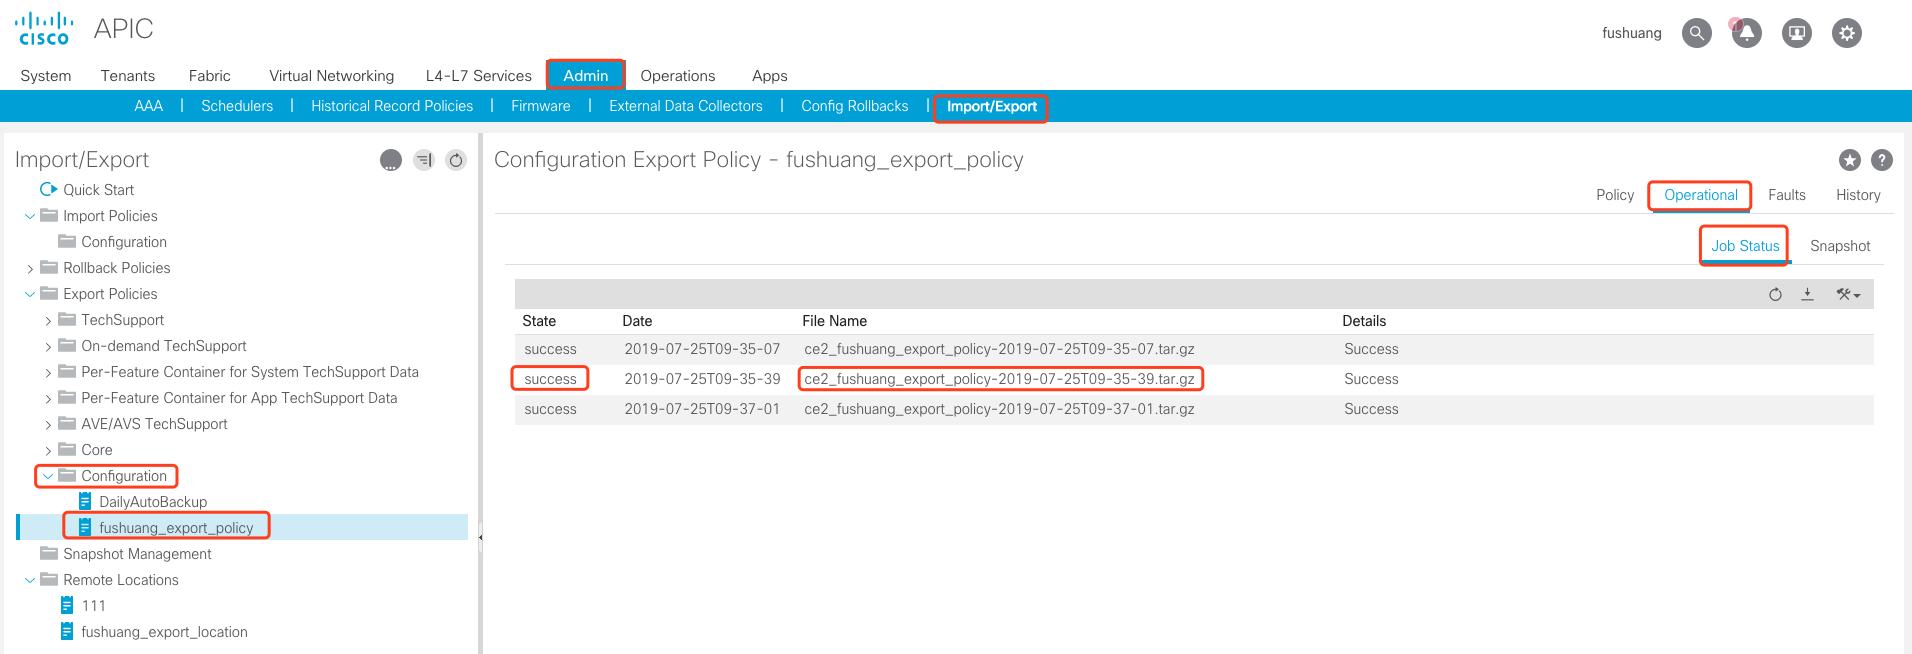 cisco APIC
fushuang
System Tenants Fabric Virtual Networking L4-L7 Services Admin Operations Apps
AAA | Schedulers | Historical Record Policies | Firmware | External Data Collectors | Config Rollbacks | Import/Export
Import/Export
Quick Start
Import Policies
Configuration
Rollback Policies
Export Policies
TechSupport
On-demand TechSupport
Per-Feature Container for System TechSupport Data
Per-Feature Container for App TechSupport Data
AVE/AVS TechSupport
Core
Configuration
DailyAutoBackup
fushuang_export_policy
Snapshot Management
Remote Locations
111
fushuang_export_location
Configuration Export Policy - fushuang_export_policy
Policy Operational Faults History
Job Status Snapshot
State Date File Name Details
success 2019-07-25T09-35-07 ce2_fushuang_export_policy-2019-07-25T09-35-07.tar.gz Success
success 2019-07-25T09-35-39 ce2_fushuang_export_policy-2019-07-25T09-35-39.tar.gz Success
success 2019-07-25T09-37-01 ce2_fushuang_export_policy-2019-07-25T09-37-01.tar.gz Success